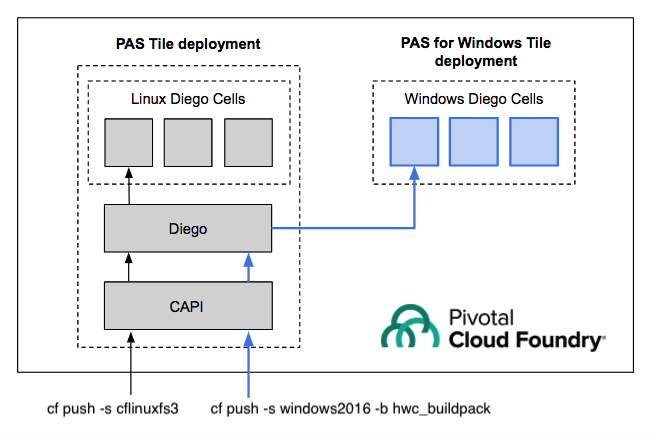 PAS Tile deployment
PAS for Windows Tile
deployment
Linux Diego Cells
Windows Diego Cells
Diego
CAPI
Pivotal
Cloud Foundry®
cf push -s cflinuxfs3
cf push -s windows2016 -b hwc_buildpack